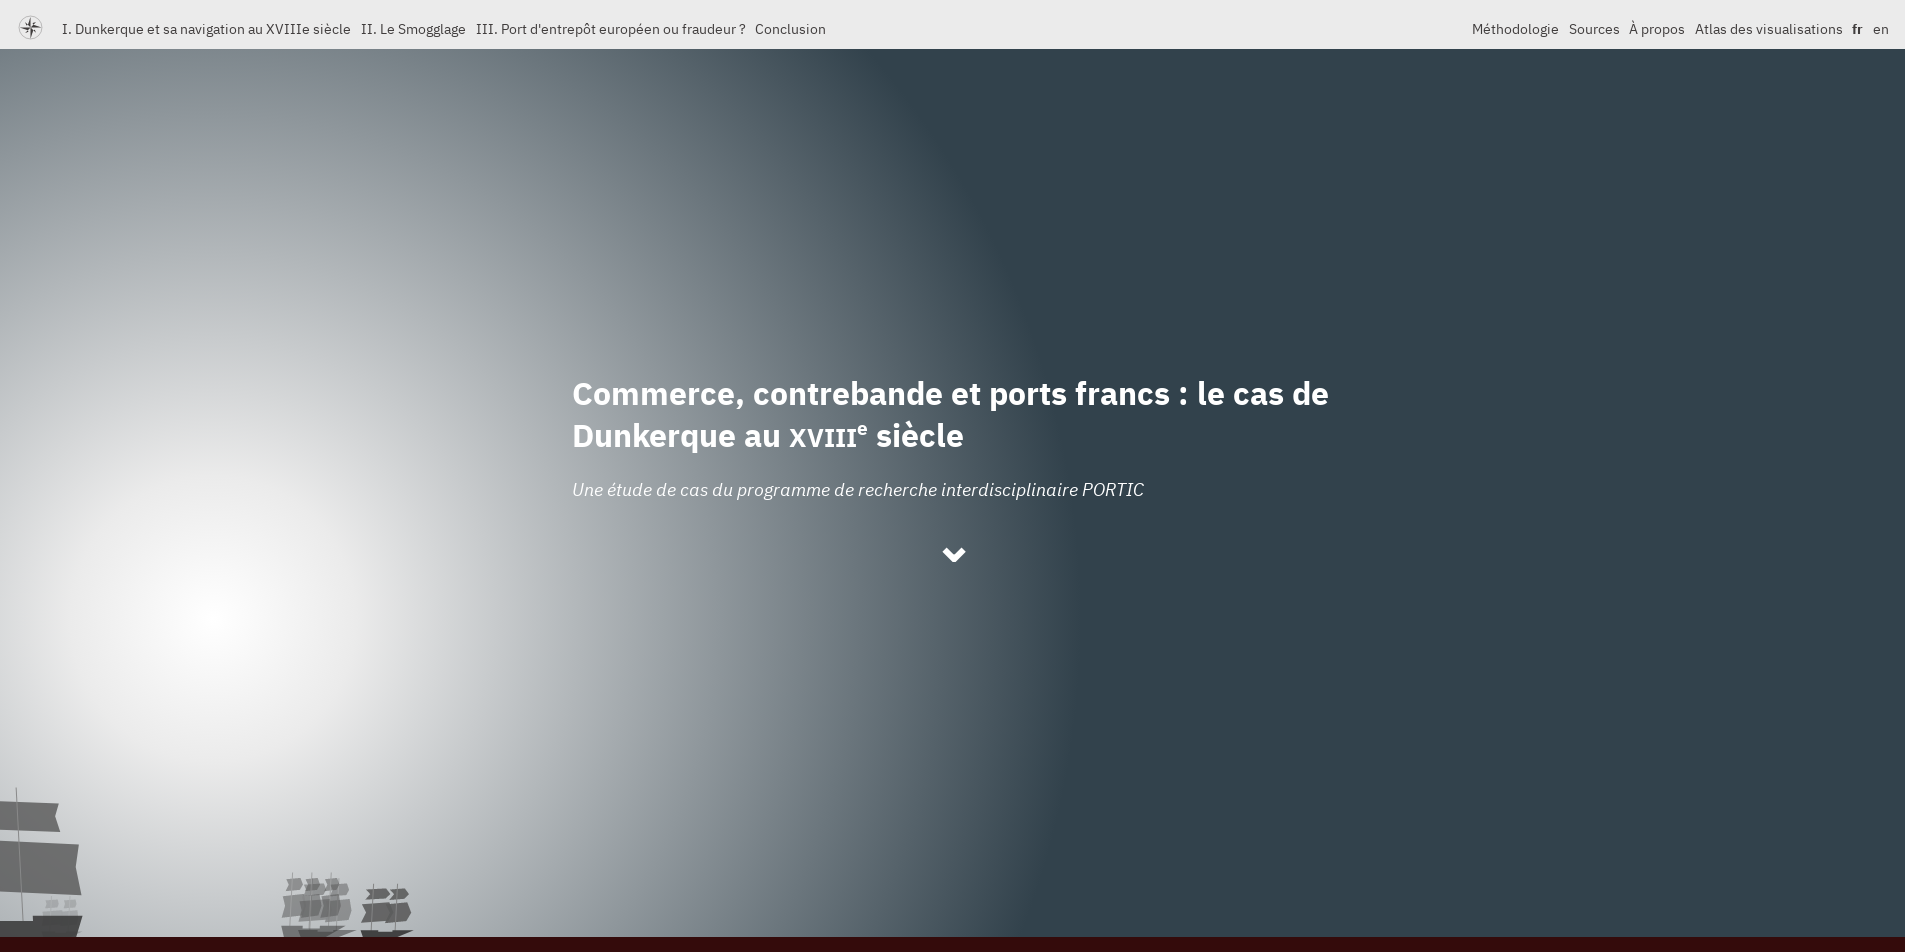 I. Dunkerque et sa navigation au XVIIIe siècle II. Le Smogglage III. Port d'entrepôt européen ou fraudeur ? Conclusion Méthodologie Sources À propos Atlas des visualisations fr en
Commerce, contrebande et ports francs : le cas de
Dunkerque au XVIIIe siècle
Une étude de cas du programme de recherche interdisciplinaire PORTIC